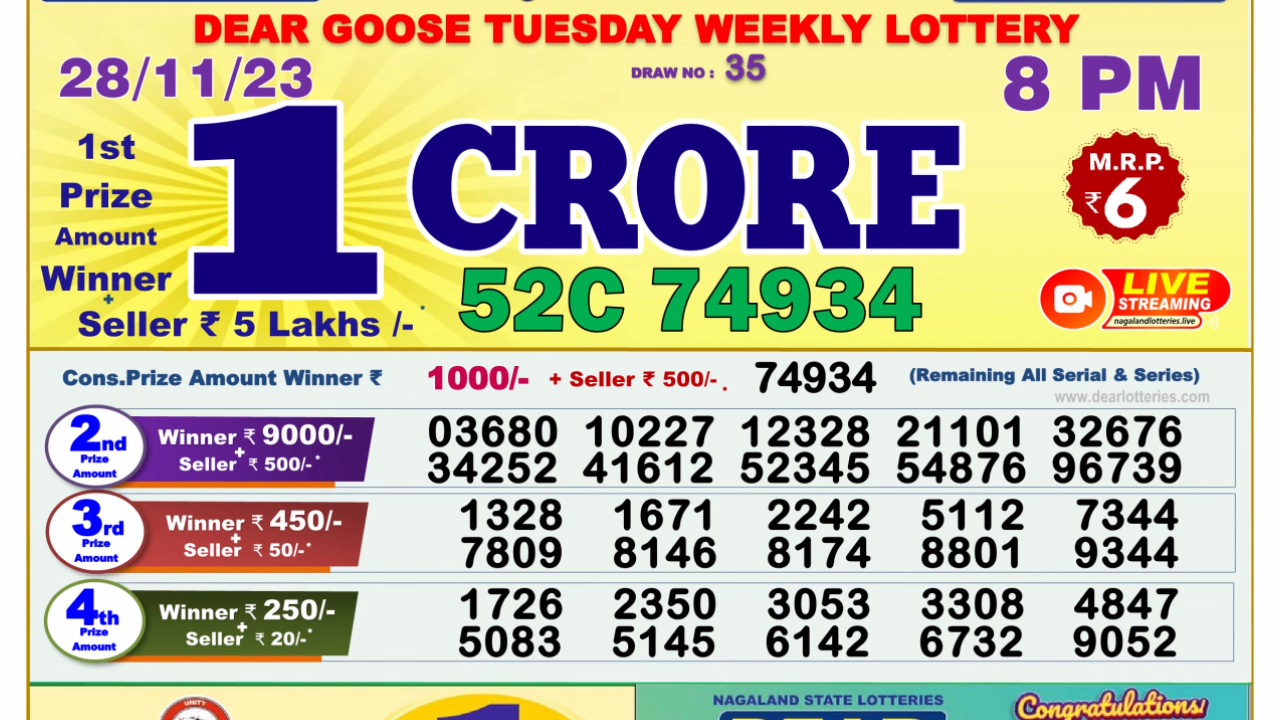 DEAR GOOSE TUESDAY WEEKLY LOTTERY
28/11/23 DRAW NO : 35 8 PM
1st
Prize
Amount
Winner
+
Seller ₹ 5 Lakhs /- *
1 CRORE
52C 74934
M.R.P.
₹ 6
LIVE
STREAMING
nagalandlotteries.live
Cons.Prize Amount Winner ₹ 1000/- + Seller ₹ 500/- . 74934 (Remaining All Serial & Series)
www.dearlotteries.com
2nd
Prize
Amount
Winner ₹ 9000/-
+
Seller ₹ 500/-*
03680 10227 12328 21101 32676
34252 41612 52345 54876 96739
3rd
Prize
Amount
Winner ₹ 450/-
+
Seller ₹ 50/-*
1328 1671 2242 5112 7344
7809 8146 8174 8801 9344
4th
Prize
Amount
Winner ₹ 250/-
+
Seller ₹ 20/-*
1726 2350 3053 3308 4847
5083 5145 6142 6732 9052
UNITY
1
NAGALAND STATE LOTTERIES
DEAR
Congratulations!